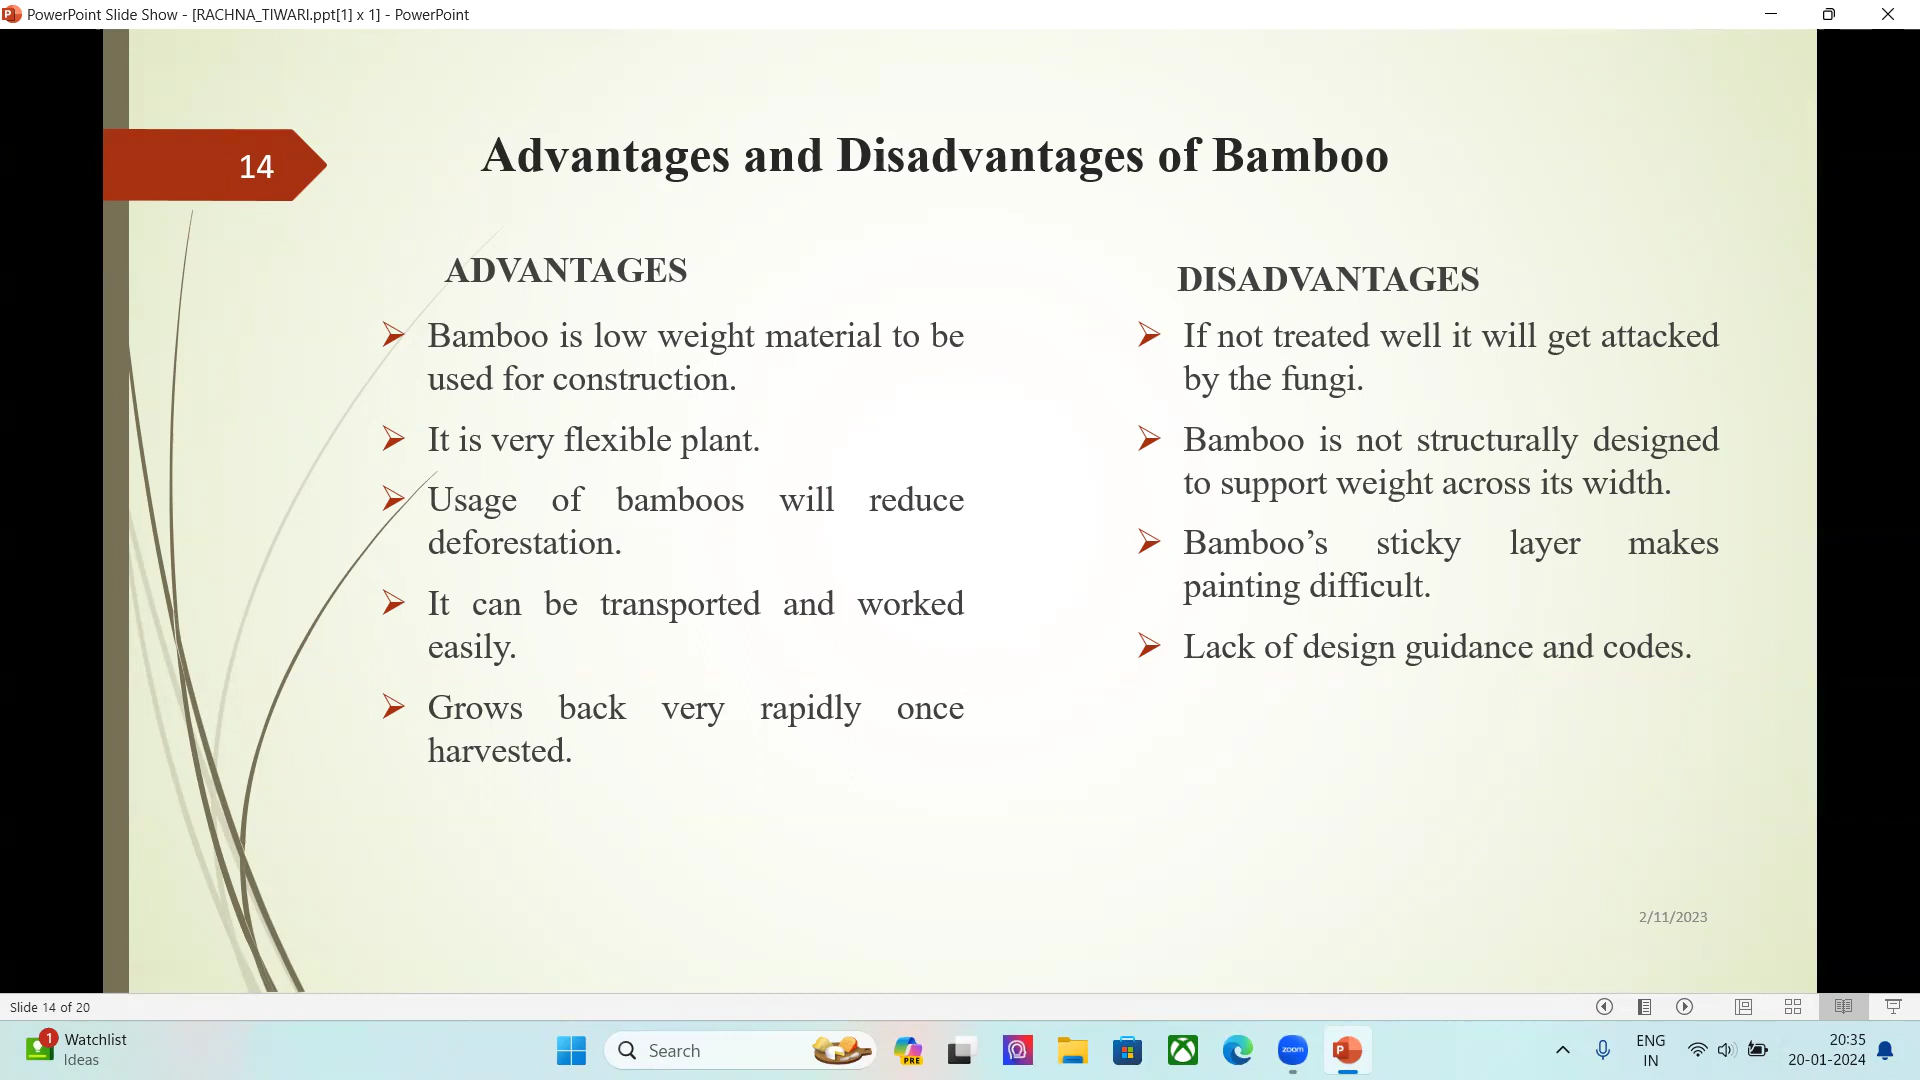 PowerPoint Slide Show - [RACHNA_TIWARI.ppt[1] x 1] - PowerPoint
14
Advantages and Disadvantages of Bamboo
ADVANTAGES
Bamboo is low weight material to be
used for construction.
It is very flexible plant.
Usage of bamboos will reduce
deforestation.
It can be transported and worked
easily.
Grows back very rapidly once
harvested.
DISADVANTAGES
If not treated well it will get attacked
by the fungi.
Bamboo is not structurally designed
to support weight across its width.
Bamboo’s sticky layer makes
painting difficult.
Lack of design guidance and codes.
2/11/2023
Slide 14 of 20
1
Watchlist
Ideas
Search
PRE
zoom
P
ENG
IN
20:35
20-01-2024